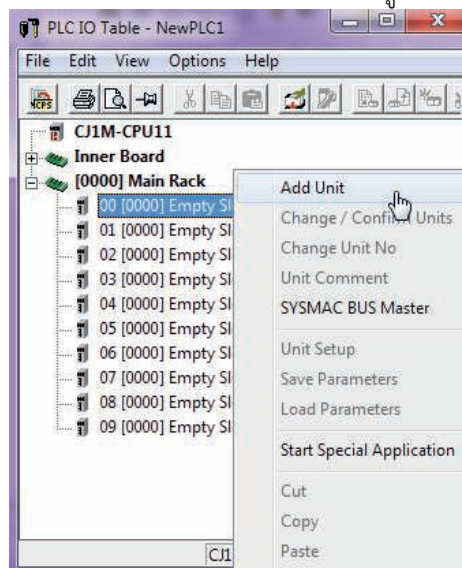 PLC IO Table - NewPLC1
File Edit View Options Help
CPS
CJ1M-CPU11
Inner Board
[0000] Main Rack
00 [0000] Empty Sl
01 [0000] Empty Sl
02 [0000] Empty Sl
03 [0000] Empty Sl
04 [0000] Empty Sl
05 [0000] Empty Sl
06 [0000] Empty Sl
07 [0000] Empty Sl
08 [0000] Empty Sl
09 [0000] Empty Sl
Add Unit
Change / Confirm Units
Change Unit No
Unit Comment
SYSMAC BUS Master
Unit Setup
Save Parameters
Load Parameters
Start Special Application
Cut
Copy
Paste
CJ1